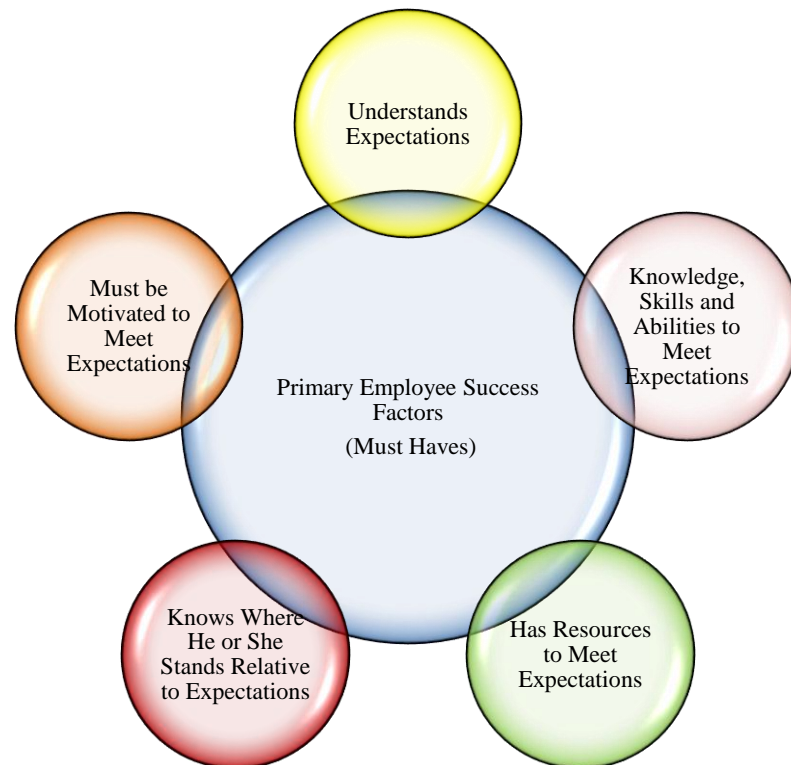 Understands
Expectations
Knowledge,
Skills and
Abilities to
Meet
Expectations
Has Resources
to Meet
Expectations
Knows Where
He or She
Stands Relative
to Expectations
Must be
Motivated to
Meet
Expectations
Primary Employee Success
Factors
(Must Haves)